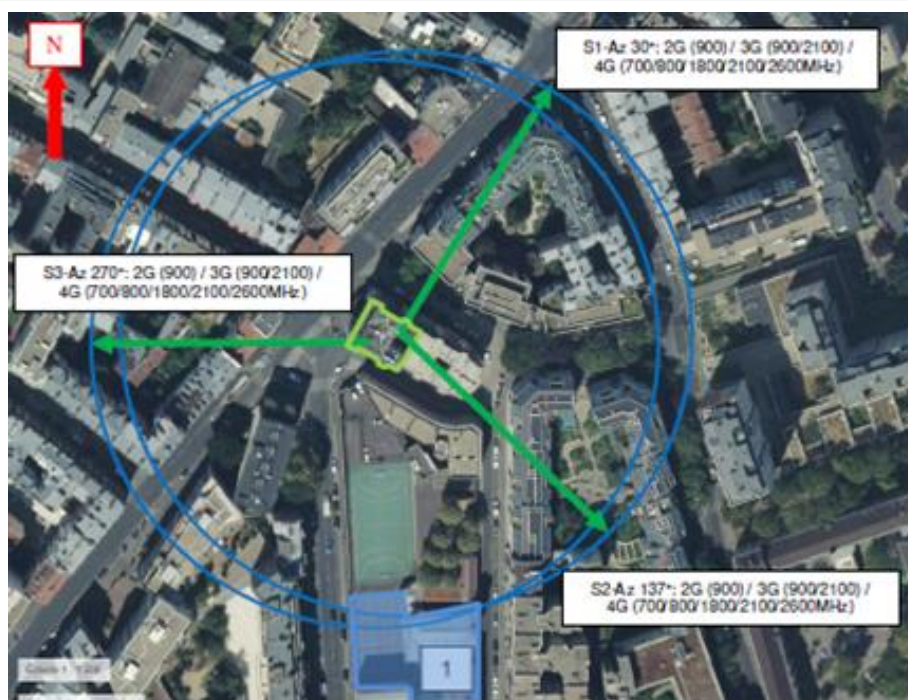 N
S1-Az 30°: 2G (900) / 3G (900/2100) /
4G (700/800/1800/2100/2600MHz)
S3-Az 270°: 2G (900) / 3G (900/2100) /
4G (700/800/1800/2100/2600MHz)
S2-Az 137°: 2G (900) / 3G (900/2100) /
4G (700/800/1800/2100/2600MHz)
1